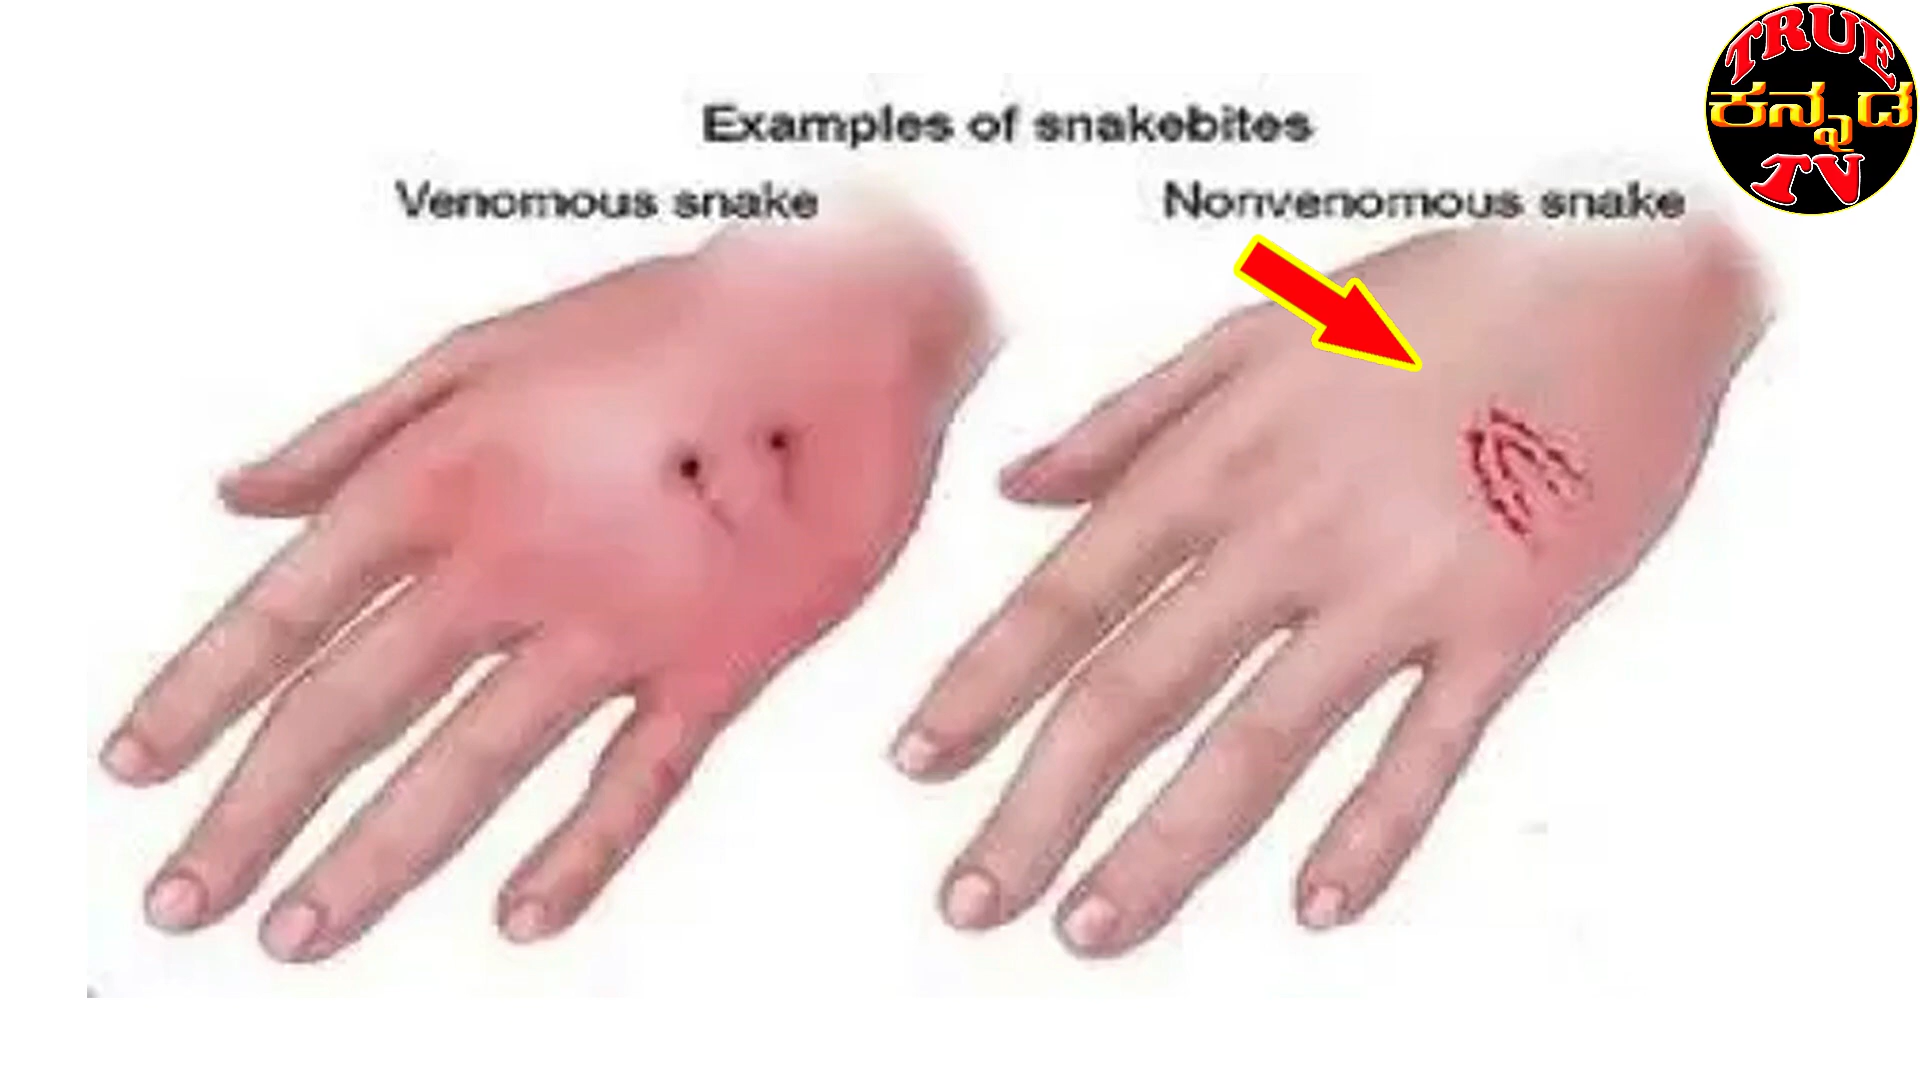 Examples of snakebites
Venomous snake
Nonvenomous snake
TRUE
ಕನ್ನಡ
TV